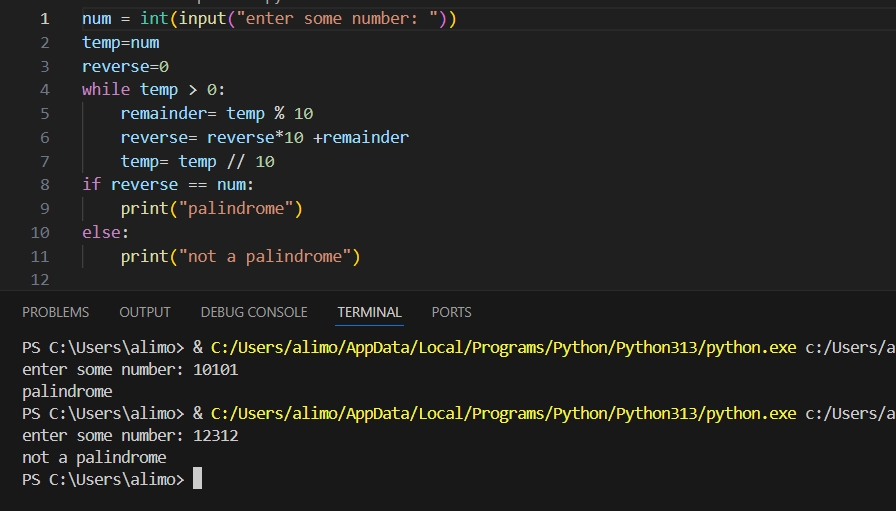 1 num = int(input("enter some number: "))
2 temp=num
3 reverse=0
4 while temp > 0:
5     remainder= temp % 10
6     reverse= reverse*10 +remainder
7     temp= temp // 10
8 if reverse == num:
9     print("palindrome")
10 else:
11     print("not a palindrome")
12
PROBLEMS OUTPUT DEBUG CONSOLE TERMINAL PORTS
PS C:\Users\alimo> & C:/Users/alimo/AppData/Local/Programs/Python/Python313/python.exe c:/Users/a
enter some number: 10101
palindrome
PS C:\Users\alimo> & C:/Users/alimo/AppData/Local/Programs/Python/Python313/python.exe c:/Users/a
enter some number: 12312
not a palindrome
PS C:\Users\alimo>